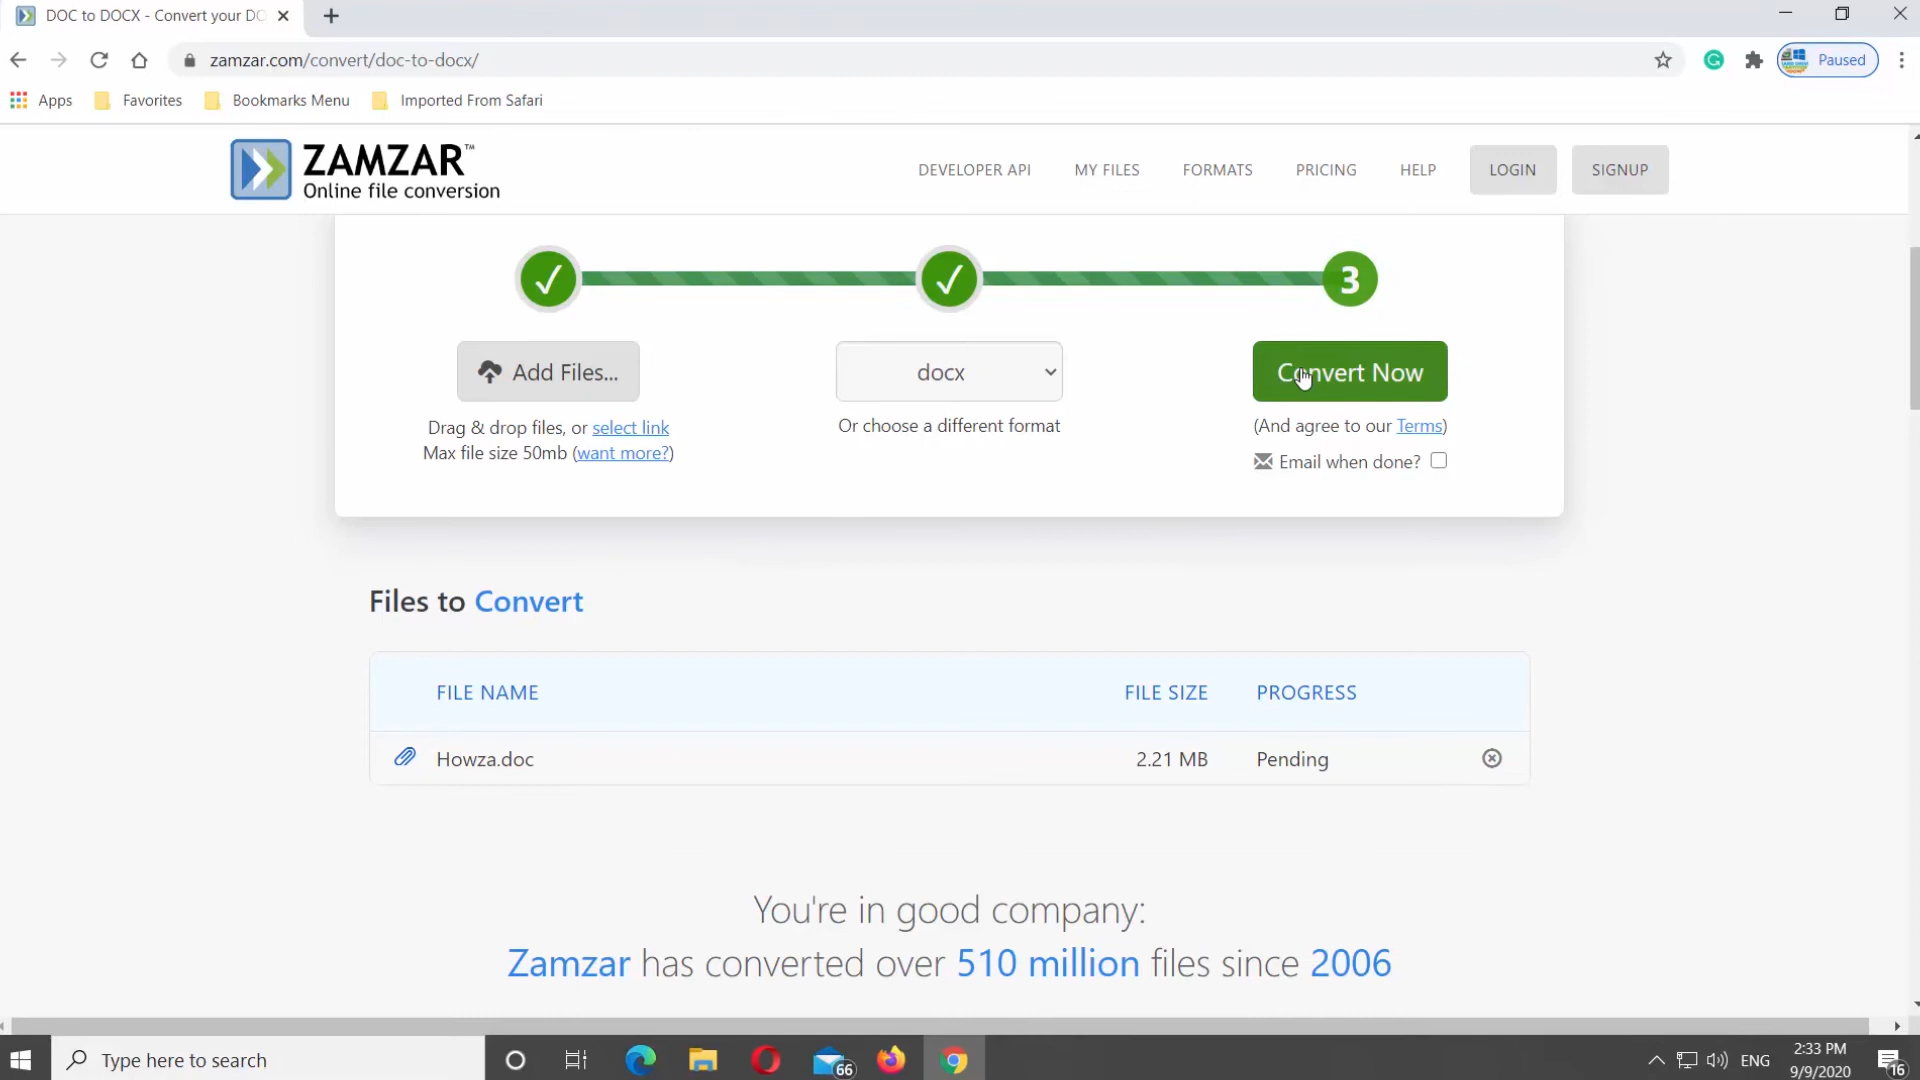 DOC to DOCX - Convert your DO
zamzar.com/convert/doc-to-docx/
Paused
Apps
Favorites
Bookmarks Menu
Imported From Safari
ZAMZAR™
Online file conversion
DEVELOPER API
MY FILES
FORMATS
PRICING
HELP
LOGIN
SIGNUP
3
Add Files...
docx
Convert Now
Drag & drop files, or select link
Max file size 50mb (want more?)
Or choose a different format
(And agree to our Terms)
Email when done?
Files to Convert
FILE NAME
FILE SIZE
PROGRESS
Howza.doc
2.21 MB
Pending
You're in good company:
Zamzar has converted over 510 million files since 2006
Type here to search
66
ENG
2:33 PM
9/9/2020
16